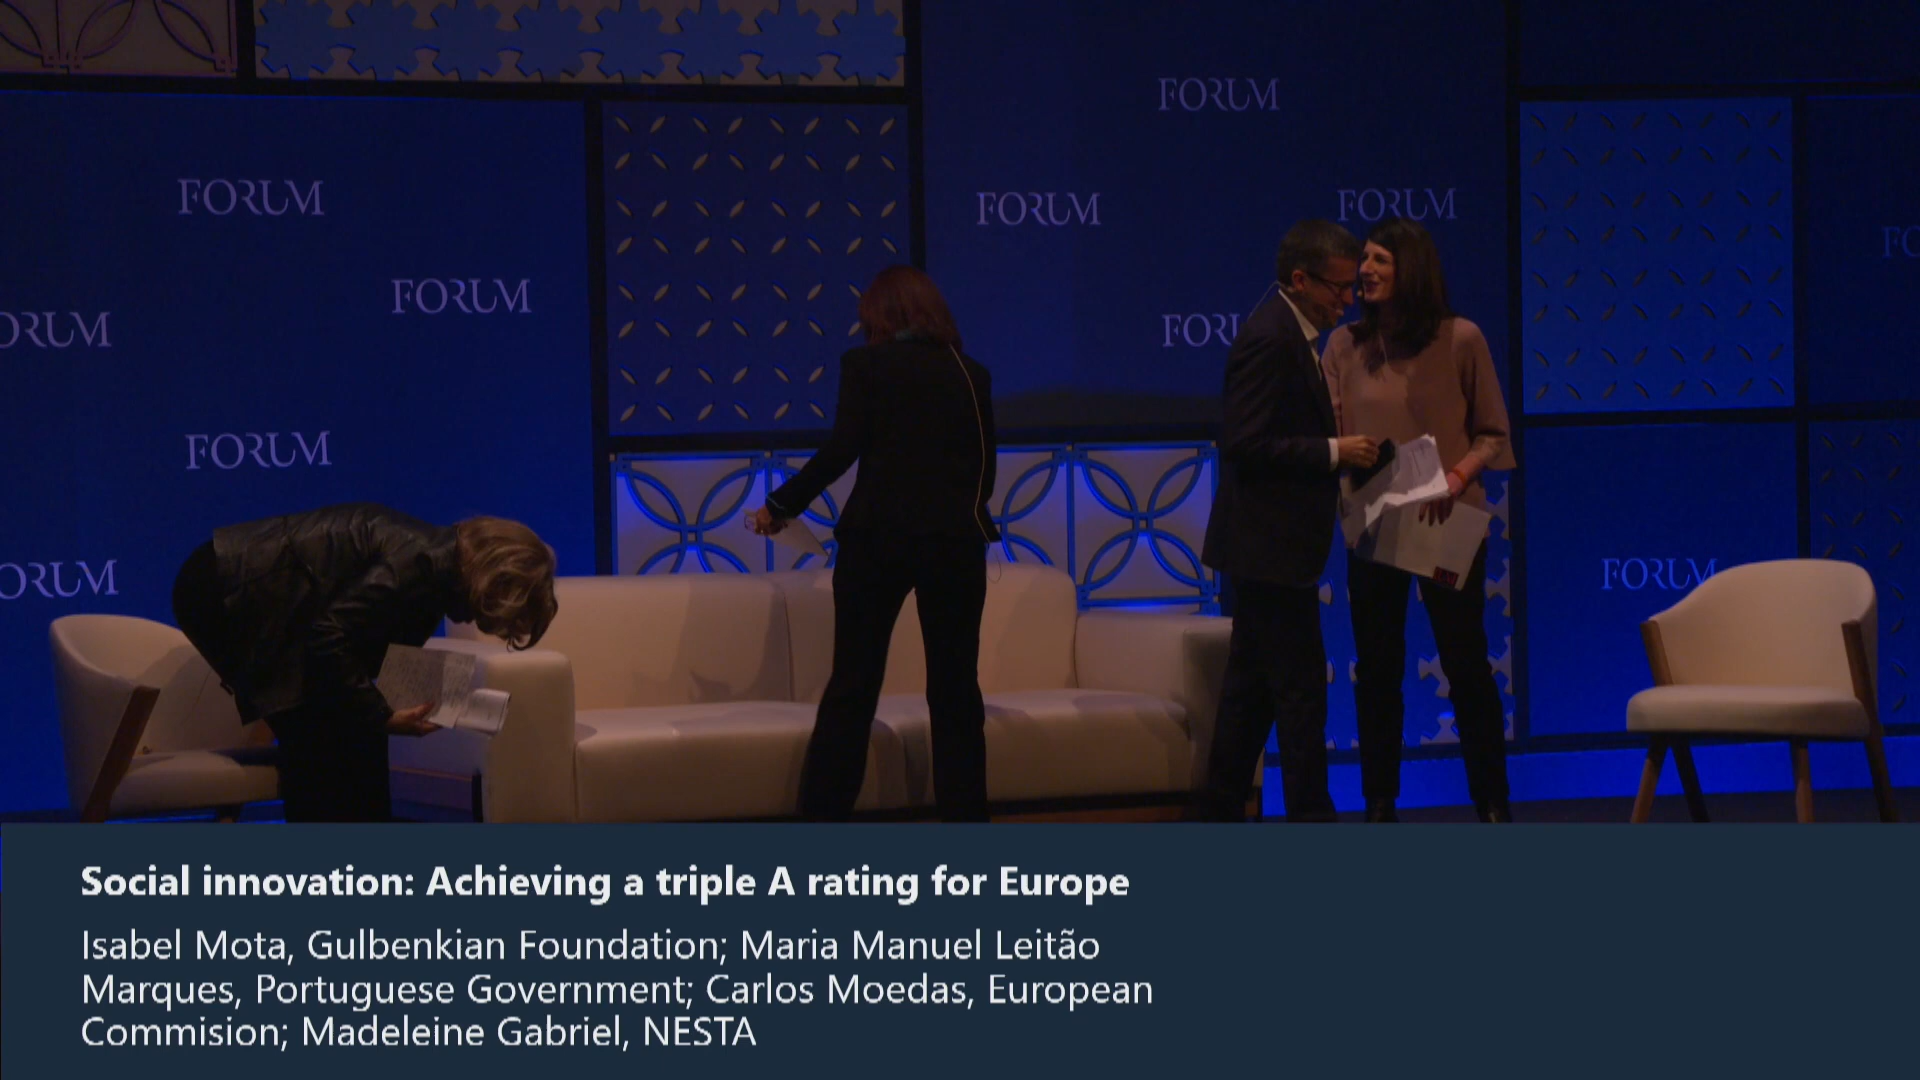 FORUM
FORUM
FORUM
FORUM
FORUM
FORUM
FORUM
Social innovation: Achieving a triple A rating for Europe
Isabel Mota, Gulbenkian Foundation; Maria Manuel Leitão
Marques, Portuguese Government; Carlos Moedas, European
Commision; Madeleine Gabriel, NESTA